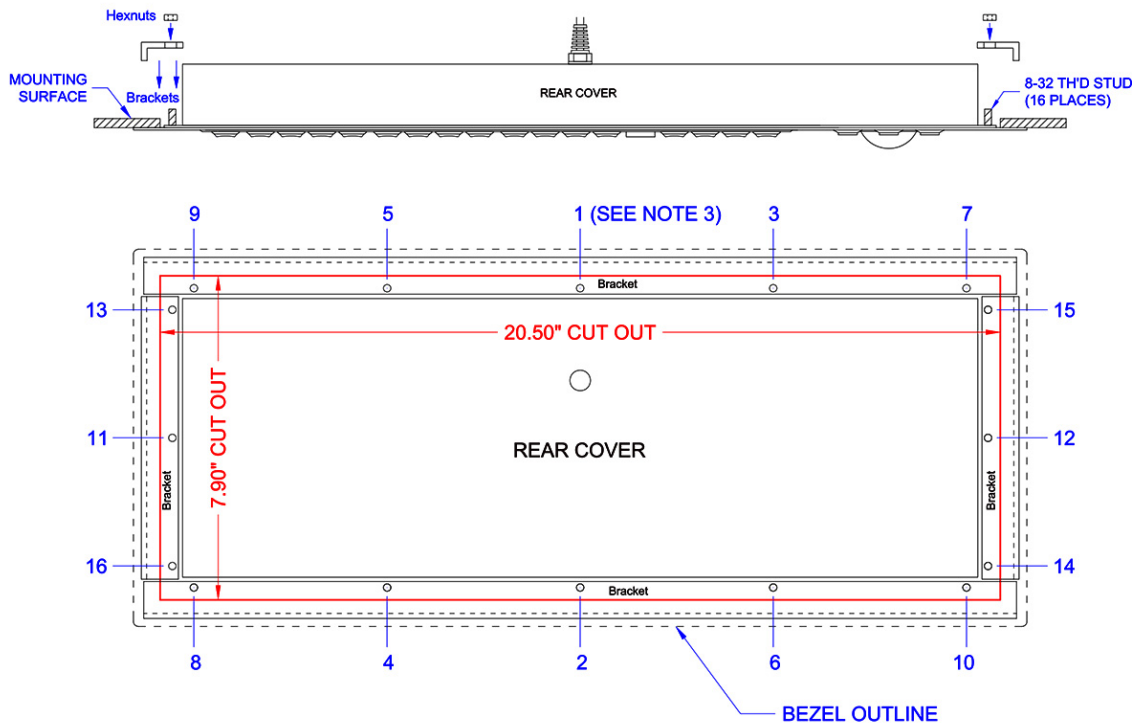 Hexnuts
MOUNTING
SURFACE
Brackets
REAR COVER
8-32 TH'D STUD
(16 PLACES)
9
5
1 (SEE NOTE 3)
3
7
Bracket
13
15
20.50" CUT OUT
7.90" CUT OUT
11
12
REAR COVER
Bracket
Bracket
16
14
Bracket
8
4
2
6
10
BEZEL OUTLINE